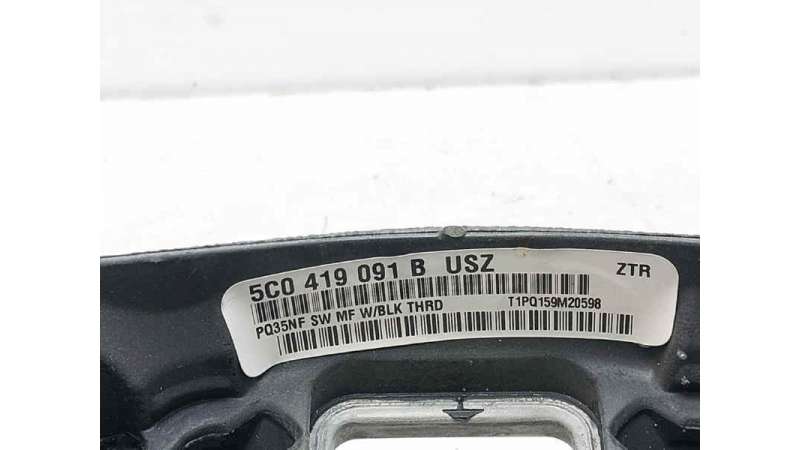 5C0 419 091 B USZ ZTR
PQ35NF SW MF W/BLK THRD T1PQ159M20598